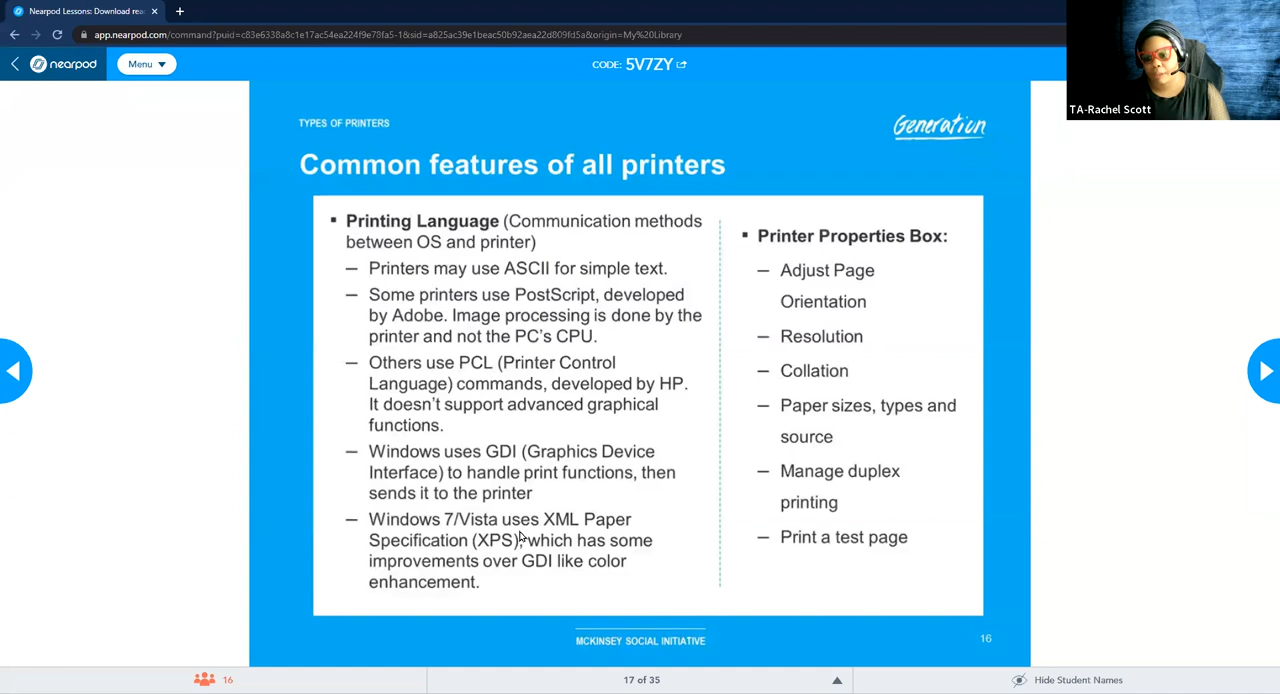 Nearpod Lessons: Download rea
app.nearpod.com/command?puid=c83e6338a8c1e17ac54ea224f9e78fa5-1&sid=a825ac39e1beac50b92aea22d809fd5a&origin=My%20Library
nearpod
Menu
CODE: 5V7ZY
TA-Rachel Scott
TYPES OF PRINTERS
Generation
Common features of all printers
▪ Printing Language (Communication methods
between OS and printer)
– Printers may use ASCII for simple text.
– Some printers use PostScript, developed
by Adobe. Image processing is done by the
printer and not the PC's CPU.
– Others use PCL (Printer Control
Language) commands, developed by HP.
It doesn't support advanced graphical
functions.
– Windows uses GDI (Graphics Device
Interface) to handle print functions, then
sends it to the printer
– Windows 7/Vista uses XML Paper
Specification (XPS), which has some
improvements over GDI like color
enhancement.
▪ Printer Properties Box:
– Adjust Page
Orientation
– Resolution
– Collation
– Paper sizes, types and
source
– Manage duplex
printing
– Print a test page
MCKINSEY SOCIAL INITIATIVE
16
16
17 of 35
Hide Student Names